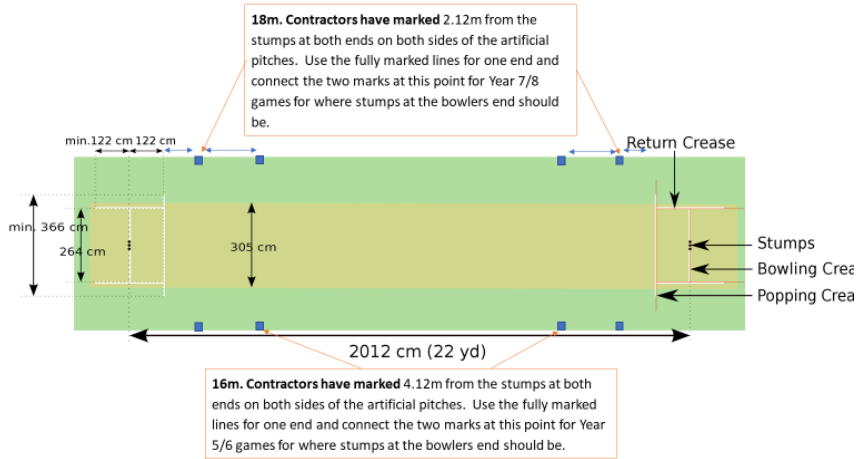 18m. Contractors have marked 2.12m from the
stumps at both ends on both sides of the artificial
pitches. Use the fully marked lines for one end and
connect the two marks at this point for Year 7/8
games for where stumps at the bowlers end should
be.
min.122 cm 122 cm
Return Crease
min. 366 cm
264 cm
305 cm
Stumps
Bowling Crea
Popping Crea
2012 cm (22 yd)
16m. Contractors have marked 4.12m from the stumps at both
ends on both sides of the artificial pitches. Use the fully marked
lines for one end and connect the two marks at this point for Year
5/6 games for where stumps at the bowlers end should be.